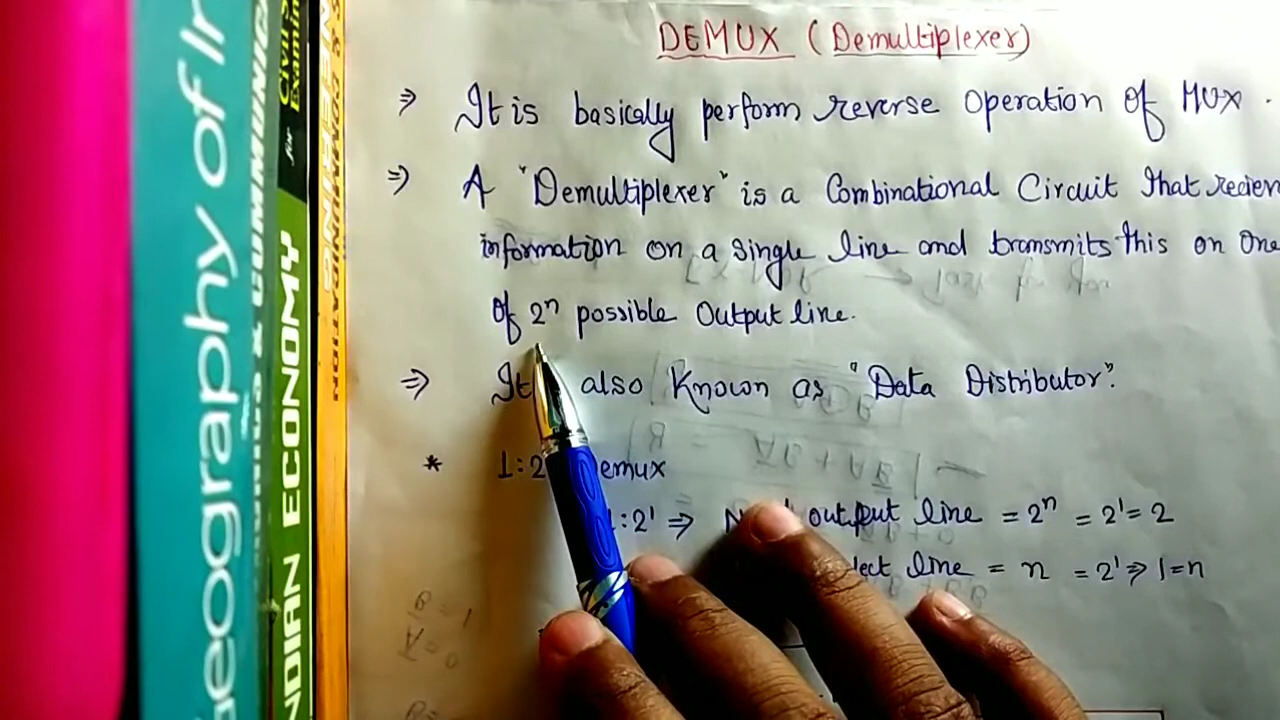 DEMUX (Demultiplexer)
⇒ It is basically perform reverse operation of MUX.
⇒ A "Demultiplexer" is a Combinational Circuit that
information on a single line and transmits this on one
of 2ⁿ possible Output line.
⇒ also Known as "Data Distributor".
* 1:2 emux
1:2¹ ⇒ output line = 2ⁿ = 2¹ = 2
line = n = 2¹ ⇒ 1=n
Geography of
INDIAN ECONOMY
for